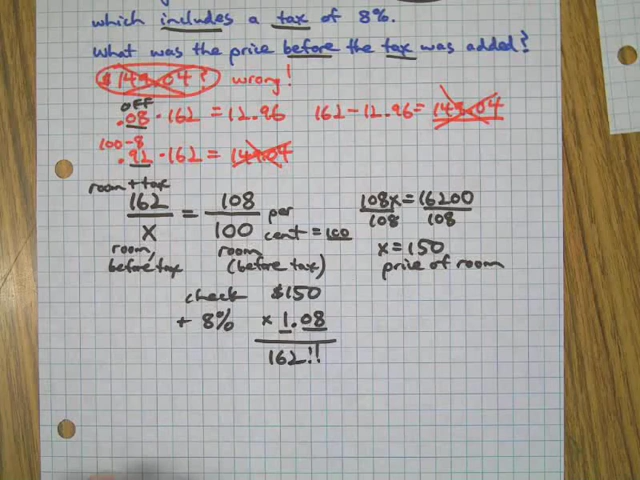 which includes a tax of 8%.
What was the price before the tax was added?
$149.04? wrong!
OFF
.08 · 162 = 12.96 162 - 12.96 = 149.04
100-8
.92 · 162 = 149.04
room + tax
162 / x = 108 / 100 per cent = 100
room, before tax
room (before tax)
108x = 16200
108 108
x = 150
price of room
check $150
+ 8% x 1.08
162!!